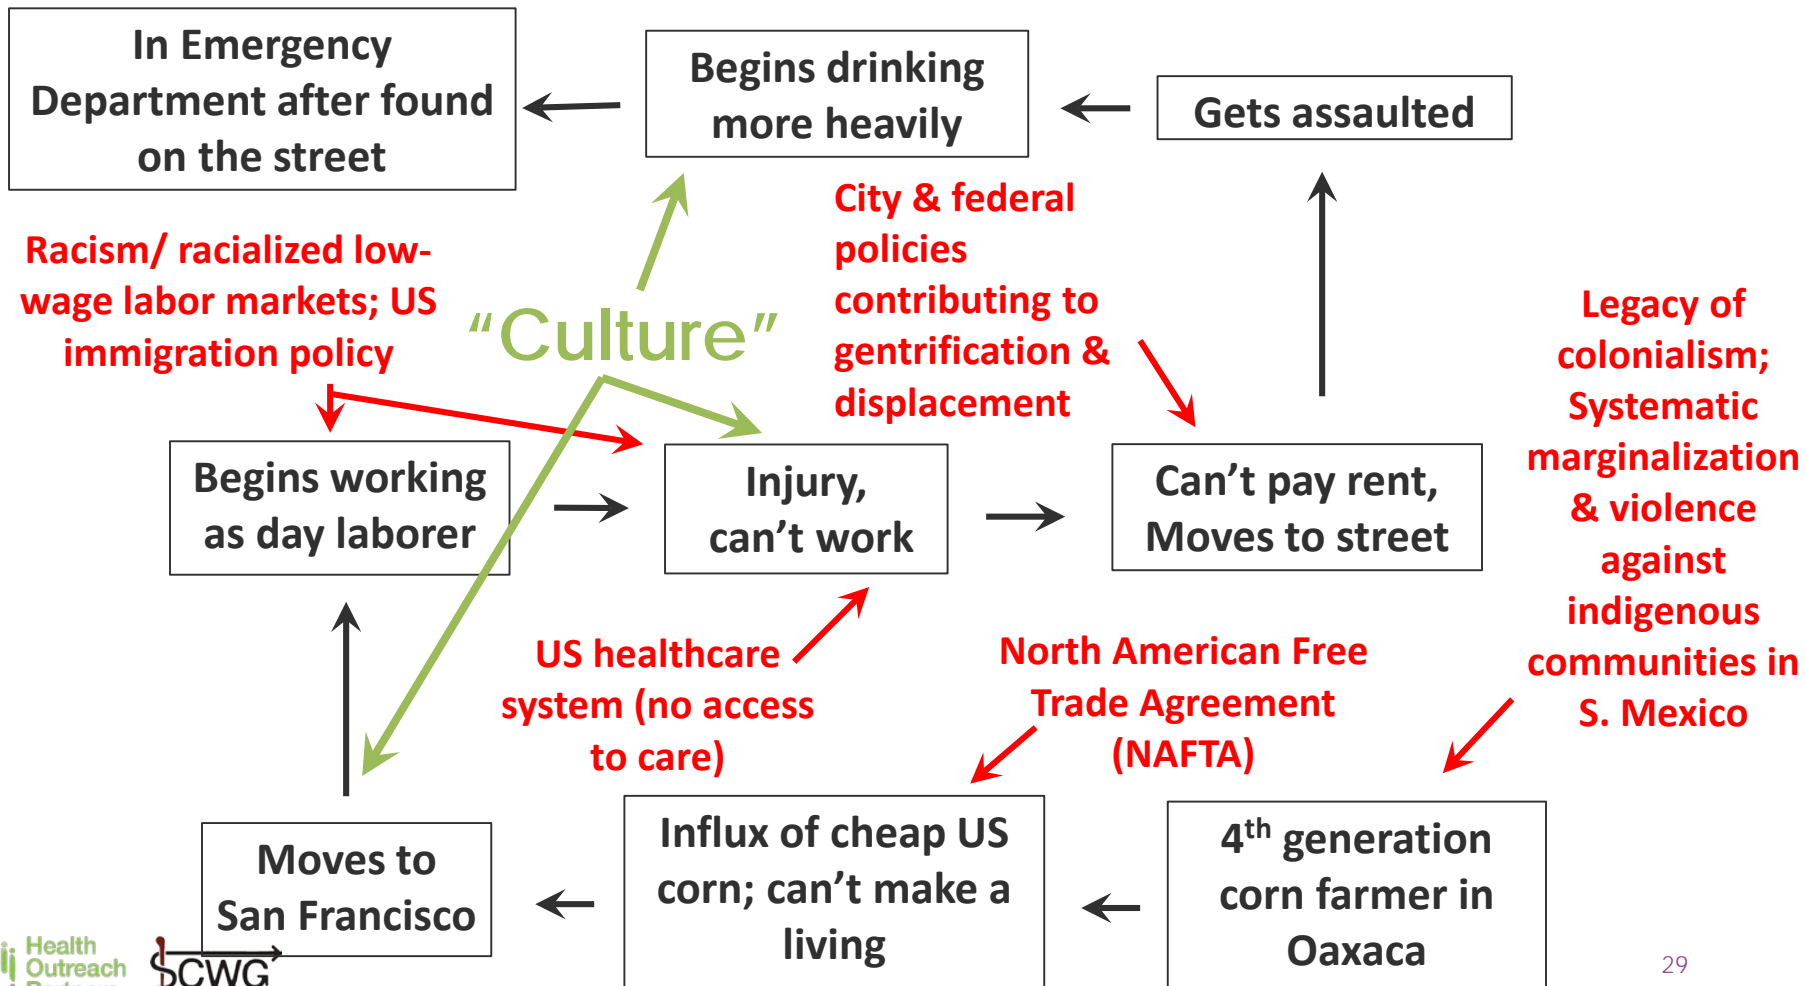 In Emergency
Department after found
on the street
Begins drinking
more heavily
Gets assaulted
Racism/ racialized low-
wage labor markets; US
immigration policy
"Culture"
City & federal
policies
contributing to
gentrification &
displacement
Legacy of
colonialism;
Systematic
marginalization
& violence
against
indigenous
communities in
S. Mexico
Begins working
as day laborer
Injury,
can't work
Can't pay rent,
Moves to street
US healthcare
system (no access
to care)
North American Free
Trade Agreement
(NAFTA)
Moves to
San Francisco
Influx of cheap US
corn; can't make a
living
4th generation
corn farmer in
Oaxaca
Health
Outreach
Partners
SCWG
29